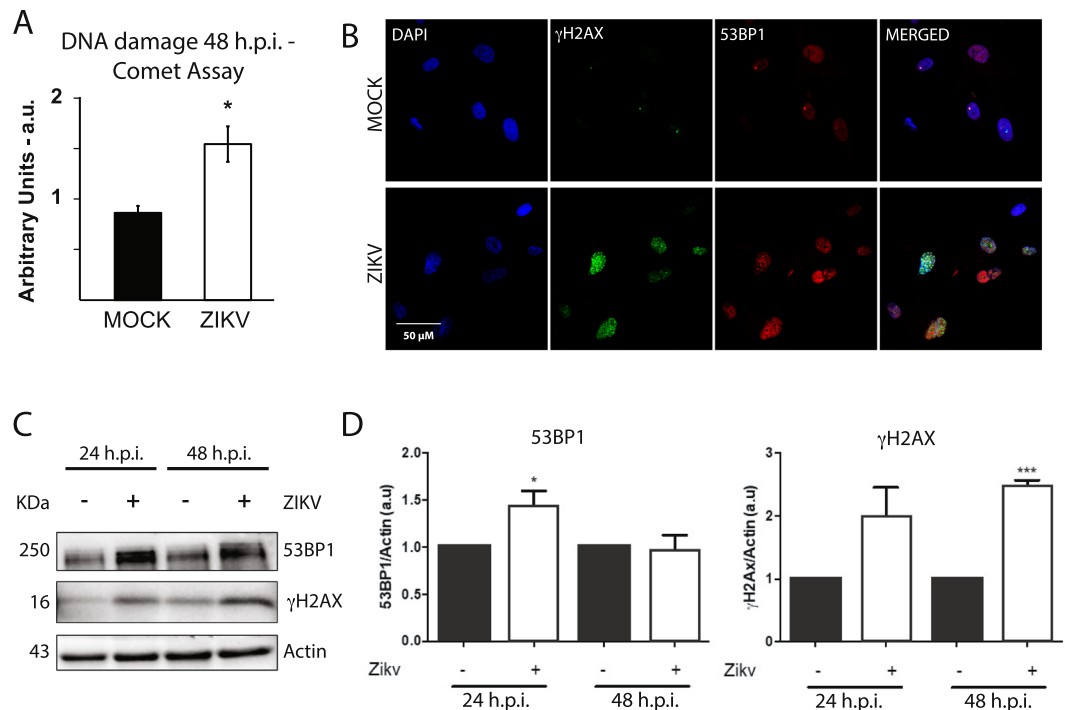 A
DNA damage 48 h.p.i. -
Comet Assay
2
1
Arbitrary Units - a.u.
*
MOCK
ZIKV
B
DAPI
γH2AX
53BP1
MERGED
MOCK
ZIKV
50 μM
C
24 h.p.i.
48 h.p.i.
KDa
-
+
-
+
ZIKV
250
53BP1
16
γH2AX
43
Actin
D
53BP1
2.0
1.5
1.0
0.5
0.0
53BP1/Actin (a.u)
*
Zikv
-
+
-
+
24 h.p.i.
48 h.p.i.
γH2AX
3
2
1
0
γH2Ax/Actin (a.u)
***
Zikv
-
+
-
+
24 h.p.i.
48 h.p.i.